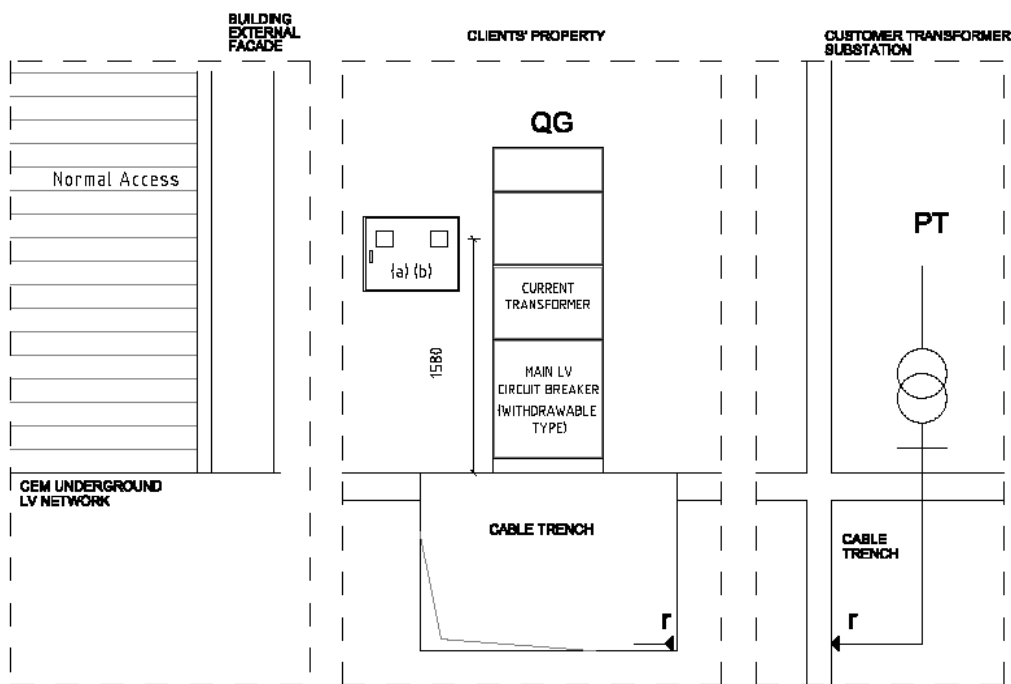 BUILDING
EXTERNAL
FACADE
CLIENTS' PROPERTY
CUSTOMER TRANSFORMER
SUBSTATION
QG
Normal Access
PT
(a) (b)
CURRENT
TRANSFORMER
1580
MAIN LV
CIRCUIT BREAKER
(WITHDRAWABLE
TYPE)
CEM UNDERGROUND
LV NETWORK
CABLE TRENCH
CABLE
TRENCH
r
r